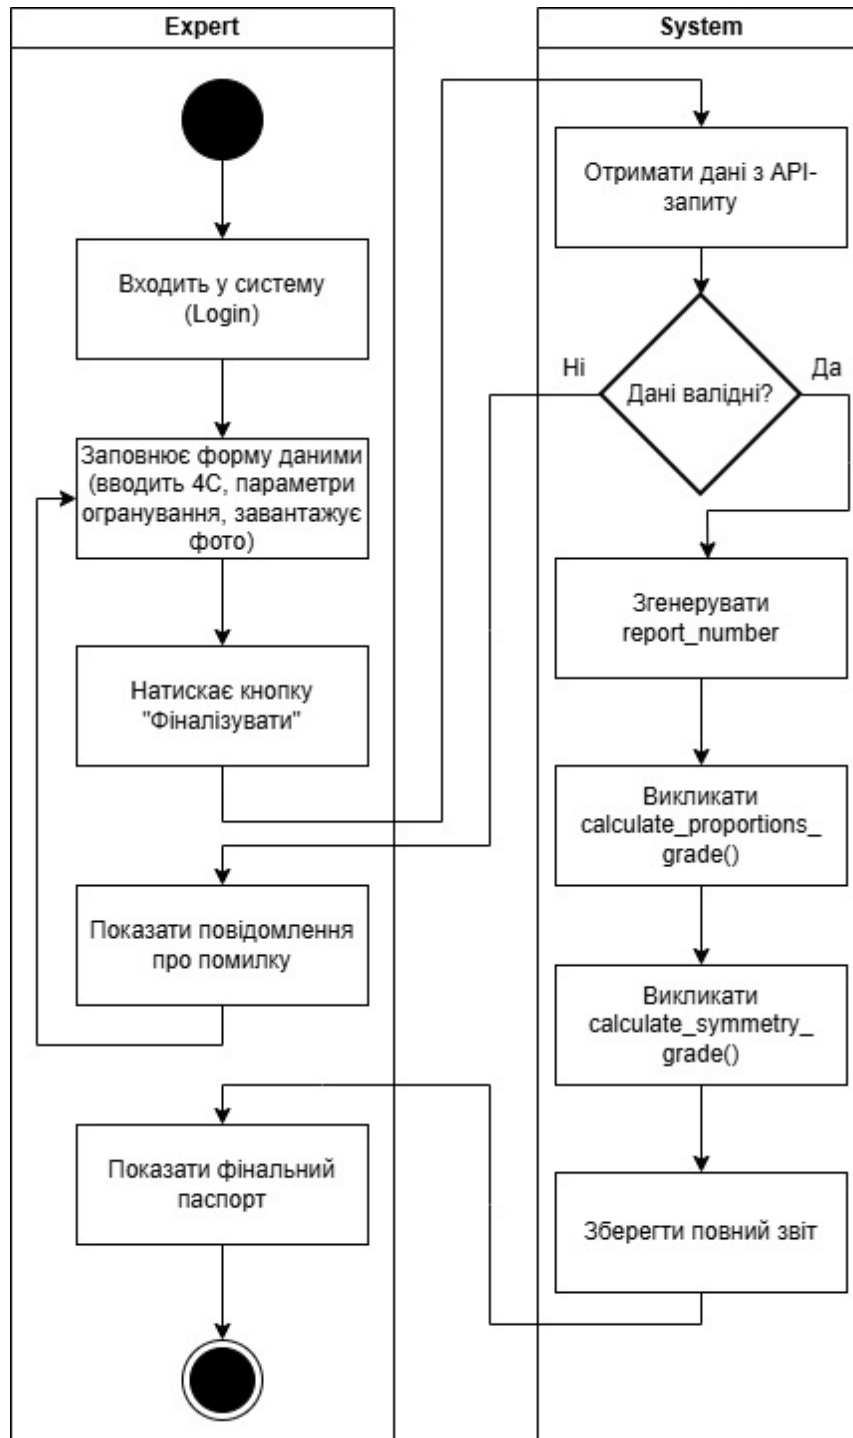 Expert
Входить у систему
(Login)
Заповнює форму даними
(вводить 4C, параметри
огранування, завантажує
фото)
Натискає кнопку
"Фіналізувати"
Показати повідомлення
про помилку
Показати фінальний
паспорт
System
Отримати дані з API-
запиту
Ні
Дані валідні?
Да
Згенерувати
report_number
Викликати
calculate_proportions_
grade()
Викликати
calculate_symmetry_
grade()
Зберегти повний звіт